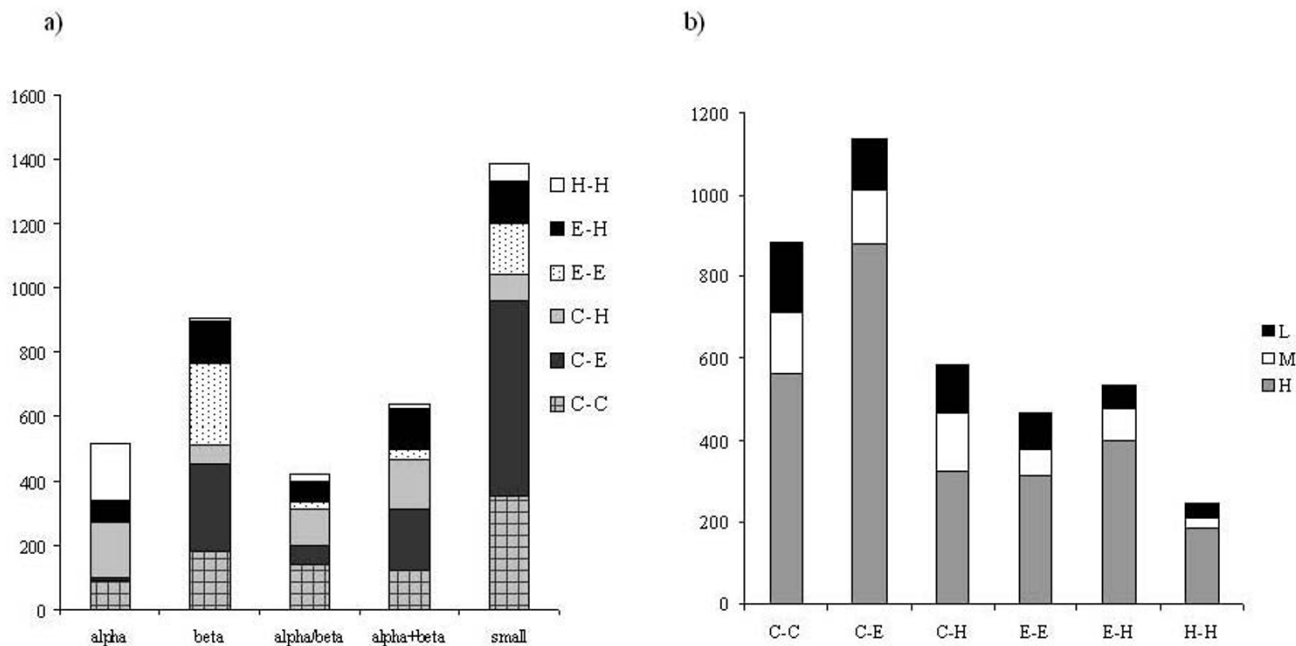 a)
1600
1400
1200
1000
800
600
400
200
0
alpha beta alpha/beta alpha+beta small
H-H
E-H
E-E
C-H
C-E
C-C
b)
1200
1000
800
600
400
200
0
C-C C-E C-H E-E E-H H-H
L
M
H